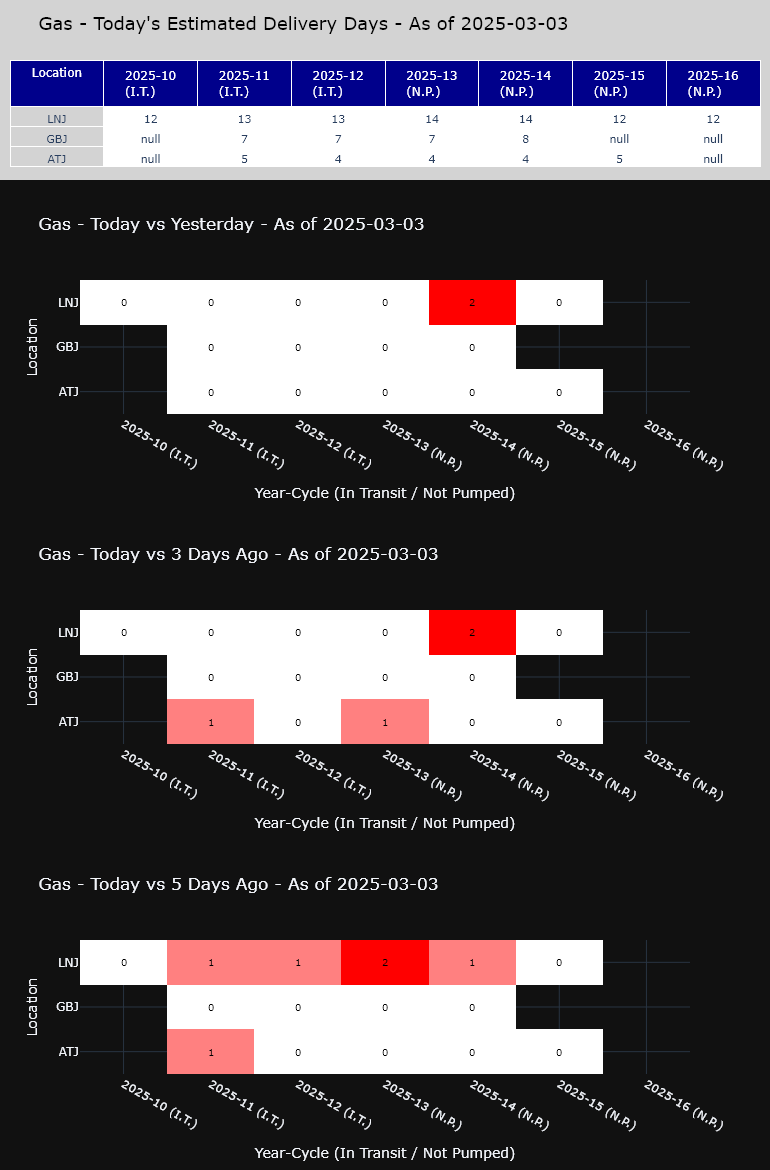 Gas - Today's Estimated Delivery Days - As of 2025-03-03
Location 2025-10 (I.T.) 2025-11 (I.T.) 2025-12 (I.T.) 2025-13 (N.P.) 2025-14 (N.P.) 2025-15 (N.P.) 2025-16 (N.P.)
LNJ 12 13 13 14 14 12 12
GBJ null 7 7 7 8 null null
ATJ null 5 4 4 4 5 null
Gas - Today vs Yesterday - As of 2025-03-03
Location
LNJ 0 0 0 0 2 0
GBJ 0 0 0 0
ATJ 0 0 0 0 0
2025-10 (I.T.) 2025-11 (I.T.) 2025-12 (I.T.) 2025-13 (N.P.) 2025-14 (N.P.) 2025-15 (N.P.) 2025-16 (N.P.)
Year-Cycle (In Transit / Not Pumped)
Gas - Today vs 3 Days Ago - As of 2025-03-03
Location
LNJ 0 0 0 0 2 0
GBJ 0 0 0 0
ATJ 1 0 1 0 0
2025-10 (I.T.) 2025-11 (I.T.) 2025-12 (I.T.) 2025-13 (N.P.) 2025-14 (N.P.) 2025-15 (N.P.) 2025-16 (N.P.)
Year-Cycle (In Transit / Not Pumped)
Gas - Today vs 5 Days Ago - As of 2025-03-03
Location
LNJ 0 1 1 2 1 0
GBJ 0 0 0 0
ATJ 1 0 0 0 0
2025-10 (I.T.) 2025-11 (I.T.) 2025-12 (I.T.) 2025-13 (N.P.) 2025-14 (N.P.) 2025-15 (N.P.) 2025-16 (N.P.)
Year-Cycle (In Transit / Not Pumped)